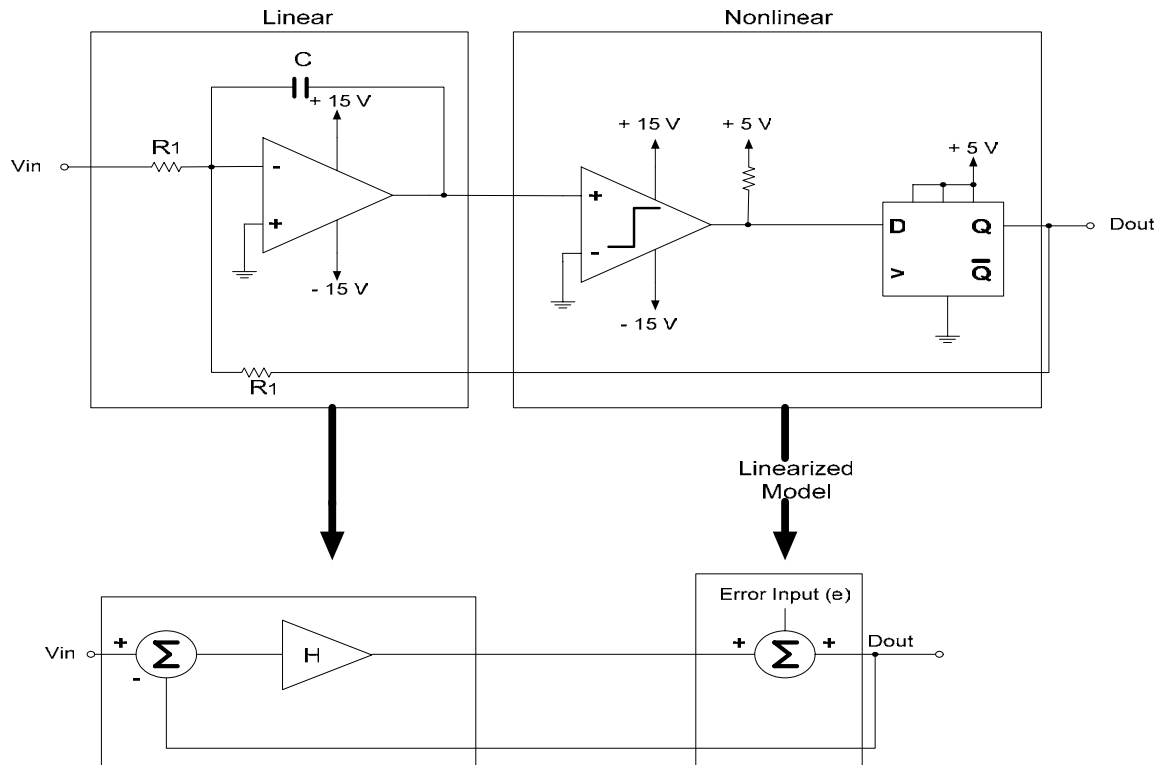 Linear
Nonlinear
C
+ 15 V
R1
Vin
-
+
- 15 V
R1
+ 15 V
+ 5 V
+
-
- 15 V
+ 5 V
D Q
> Q̅
Dout
Linearized
Model
Vin
+
Σ
-
H
Error Input (e)
+
Σ
+
Dout